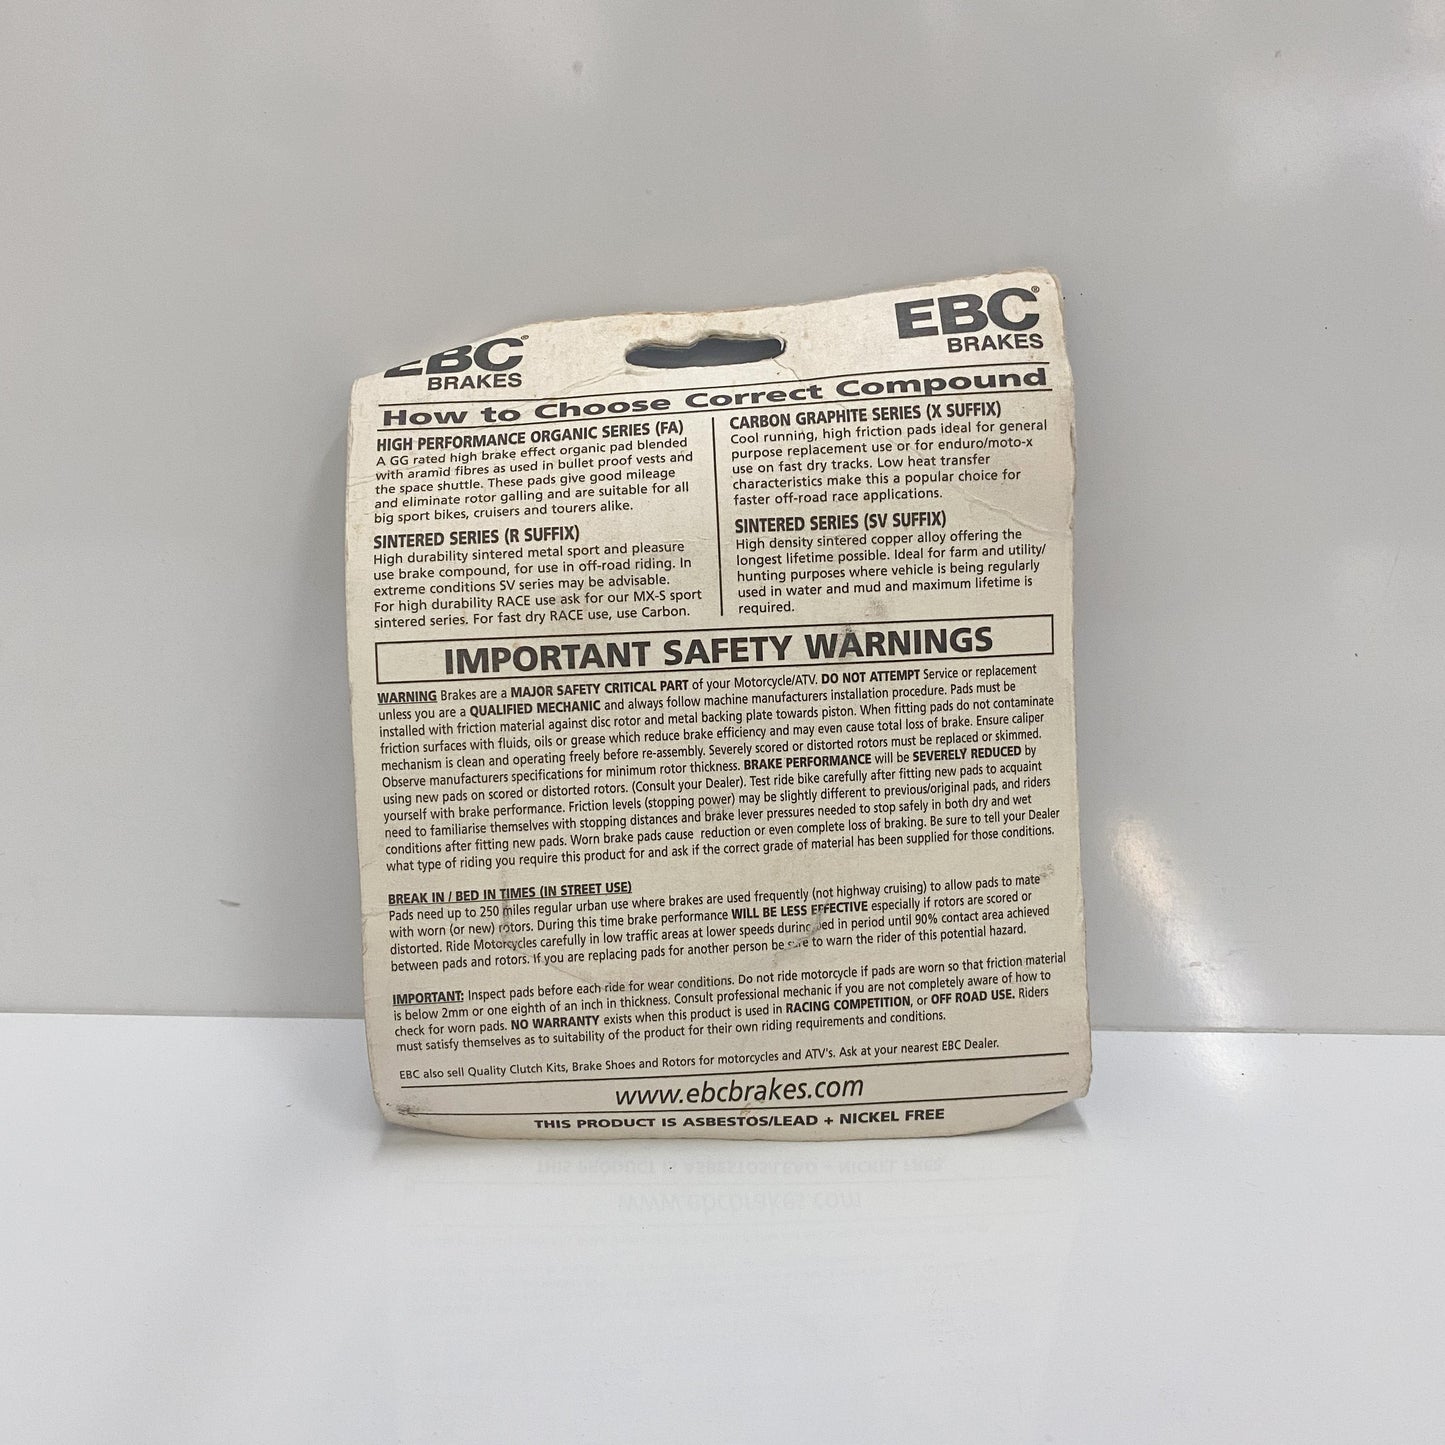 EBC
BRAKES
EBC®
BRAKES
How to Choose Correct Compound
HIGH PERFORMANCE ORGANIC SERIES (FA)
A GG rated high brake effect organic pad blended
with aramid fibres as used in bullet proof vests and
the space shuttle. These pads give good mileage
and eliminate rotor galling and are suitable for all
big sport bikes, cruisers and tourers alike.
SINTERED SERIES (R SUFFIX)
High durability sintered metal sport and pleasure
use brake compound, for use in off-road riding. In
extreme conditions SV series may be advisable.
For high durability RACE use ask for our MX-S sport
sintered series. For fast dry RACE use, use Carbon.
CARBON GRAPHITE SERIES (X SUFFIX)
Cool running, high friction pads ideal for general
purpose replacement use or for enduro/moto-x
use on fast dry tracks. Low heat transfer
characteristics make this a popular choice for
faster off-road race applications.
SINTERED SERIES (SV SUFFIX)
High density sintered copper alloy offering the
longest lifetime possible. Ideal for farm and utility/
hunting purposes where vehicle is being regularly
used in water and mud and maximum lifetime is
required.
IMPORTANT SAFETY WARNINGS
WARNING Brakes are a MAJOR SAFETY CRITICAL PART of your Motorcycle/ATV. DO NOT ATTEMPT Service or replacement
unless you are a QUALIFIED MECHANIC and always follow machine manufacturers installation procedure. Pads must be
installed with friction material against disc rotor and metal backing plate towards piston. When fitting pads do not contaminate
friction surfaces with fluids, oils or grease which reduce brake efficiency and may even cause total loss of brake. Ensure caliper
mechanism is clean and operating freely before re-assembly. Severely scored or distorted rotors must be replaced or skimmed.
Observe manufacturers specifications for minimum rotor thickness. BRAKE PERFORMANCE will be SEVERELY REDUCED by
using new pads on scored or distorted rotors. (Consult your Dealer). Test ride bike carefully after fitting new pads to acquaint
yourself with brake performance. Friction levels (stopping power) may be slightly different to previous/original pads, and riders
need to familiarise themselves with stopping distances and brake lever pressures needed to stop safely in both dry and wet
conditions after fitting new pads. Worn brake pads cause reduction or even complete loss of braking. Be sure to tell your Dealer
what type of riding you require this product for and ask if the correct grade of material has been supplied for those conditions.
BREAK IN / BED IN TIMES (IN STREET USE)
Pads need up to 250 miles regular urban use where brakes are used frequently (not highway cruising) to allow pads to mate
with worn (or new) rotors. During this time brake performance WILL BE LESS EFFECTIVE especially if rotors are scored or
distorted. Ride Motorcycles carefully in low traffic areas at lower speeds during bed in period until 90% contact area achieved
between pads and rotors. If you are replacing pads for another person be sure to warn the rider of this potential hazard.
IMPORTANT: Inspect pads before each ride for wear conditions. Do not ride motorcycle if pads are worn so that friction material
is below 2mm or one eighth of an inch in thickness. Consult professional mechanic if you are not completely aware of how to
check for worn pads. NO WARRANTY exists when this product is used in RACING COMPETITION, or OFF ROAD USE. Riders
must satisfy themselves as to suitability of the product for their own riding requirements and conditions.
EBC also sell Quality Clutch Kits, Brake Shoes and Rotors for motorcycles and ATV's. Ask at your nearest EBC Dealer.
www.ebcbrakes.com
THIS PRODUCT IS ASBESTOS/LEAD + NICKEL FREE